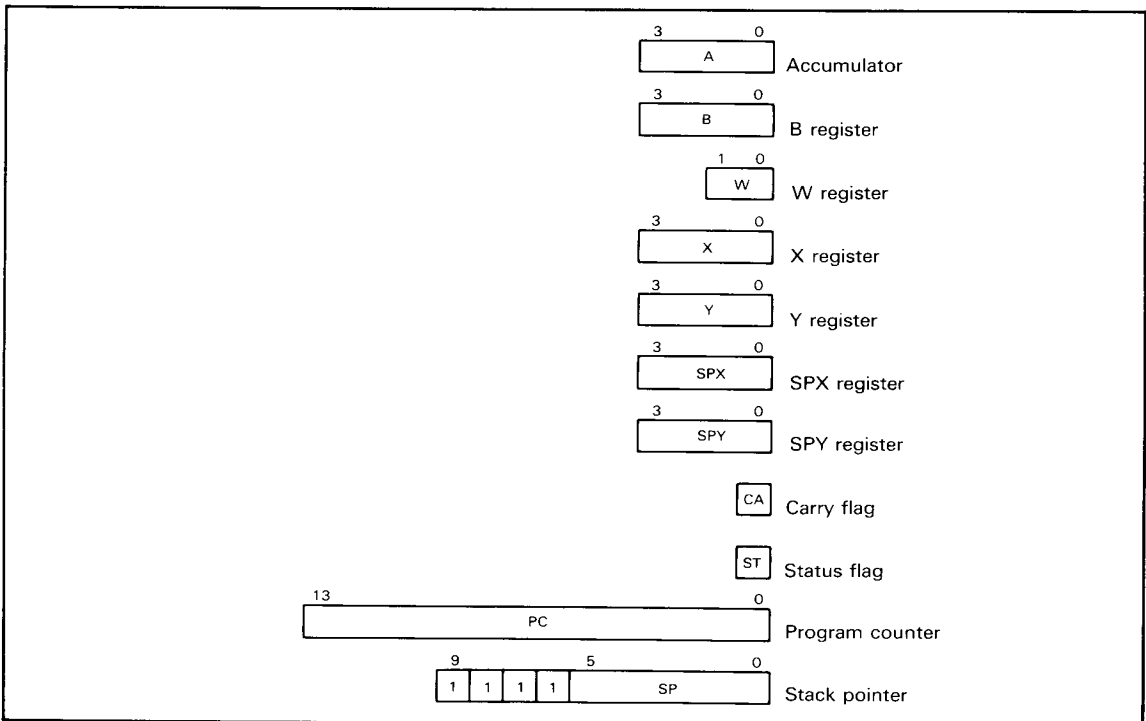 3 0
A Accumulator
3 0
B B register
1 0
W W register
3 0
X X register
3 0
Y Y register
3 0
SPX SPX register
3 0
SPY SPY register
CA Carry flag
ST Status flag
13 0
PC Program counter
9 5 0
1 1 1 1 SP Stack pointer